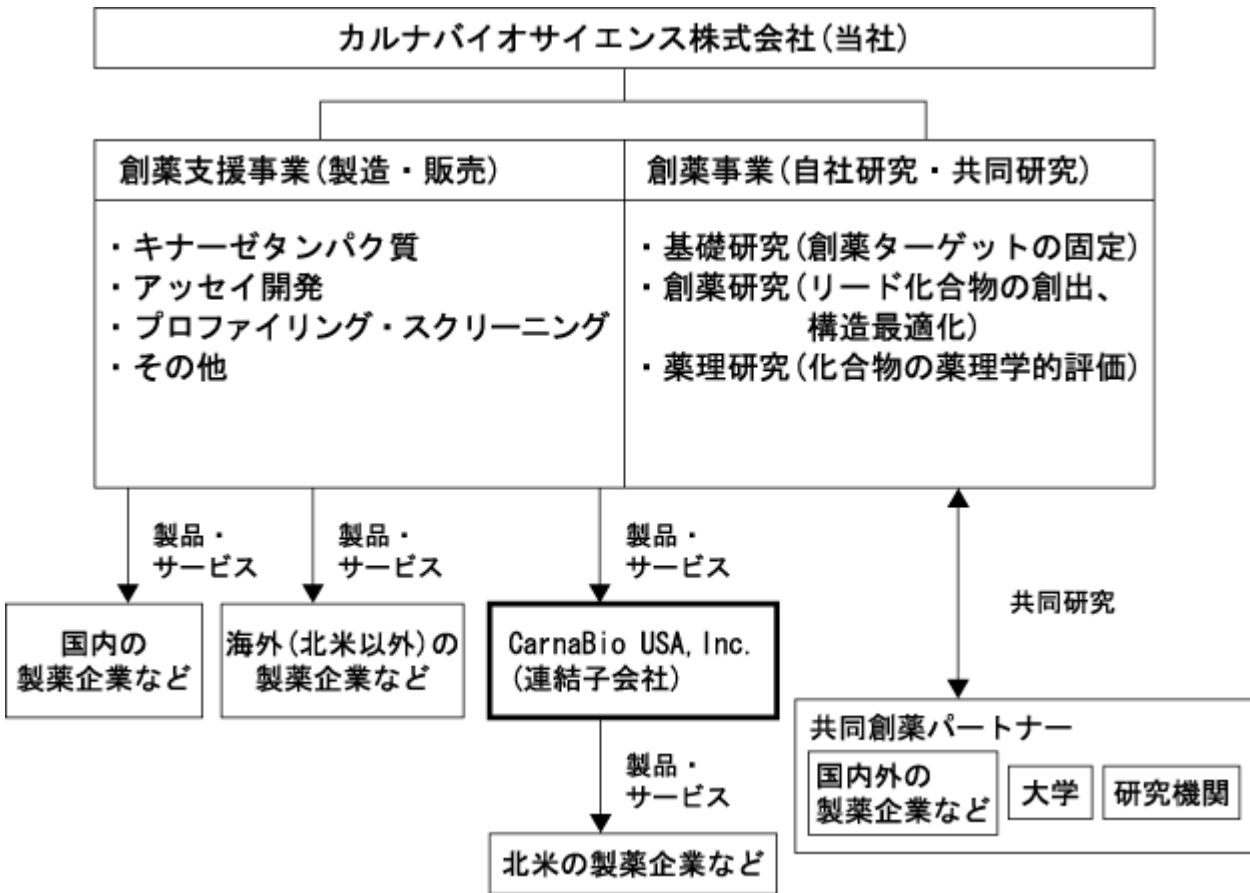 カルナバイオサイエンス株式会社(当社)
創薬支援事業(製造・販売)
・キナーゼタンパク質
・アッセイ開発
・プロファイリング・スクリーニング
・その他
創薬事業(自社研究・共同研究)
・基礎研究(創薬ターゲットの固定)
・創薬研究(リード化合物の創出、
構造最適化)
・薬理研究(化合物の薬理学的評価)
製品・
サービス
製品・
サービス
製品・
サービス
共同研究
国内の
製薬企業など
海外(北米以外)の
製薬企業など
CarnaBio USA, Inc.
(連結子会社)
製品・
サービス
北米の製薬企業など
共同創薬パートナー
国内外の
製薬企業など
大学
研究機関